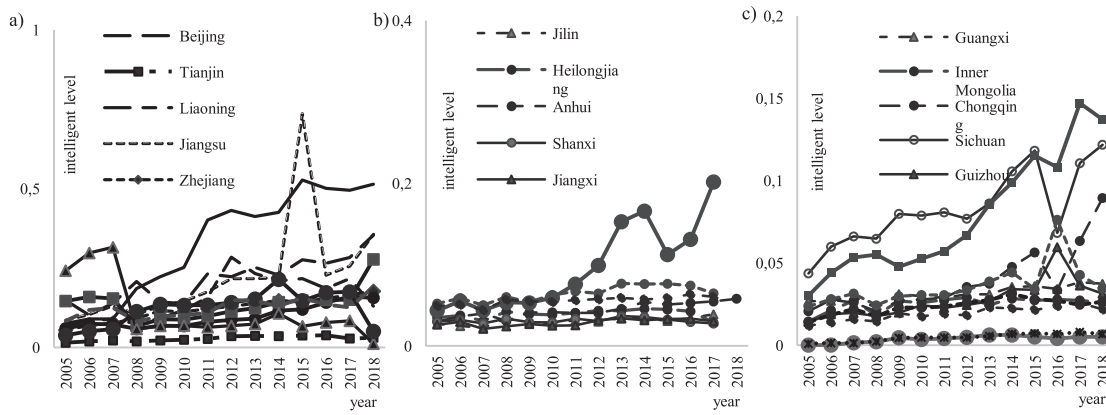 a)
1
0,5
0
intelligent level
Beijing
Tianjin
Liaoning
Jiangsu
Zhejiang
2005 2006 2007 2008 2009 2010 2011 2012 2013 2014 2015 2016 2017 2018
year
b)
0,4
0,2
0
intelligent level
Jilin
Heilongjia
ng
Anhui
Shanxi
Jiangxi
2005 2006 2007 2008 2009 2010 2011 2012 2013 2014 2015 2016 2017 2018
year
c)
0,2
0,15
0,1
0,05
0
intelligent level
Guangxi
Inner
Mongolia
Chongqin
g
Sichuan
Guizhou
2005 2006 2007 2008 2009 2010 2011 2012 2013 2014 2015 2016 2017 2018
year